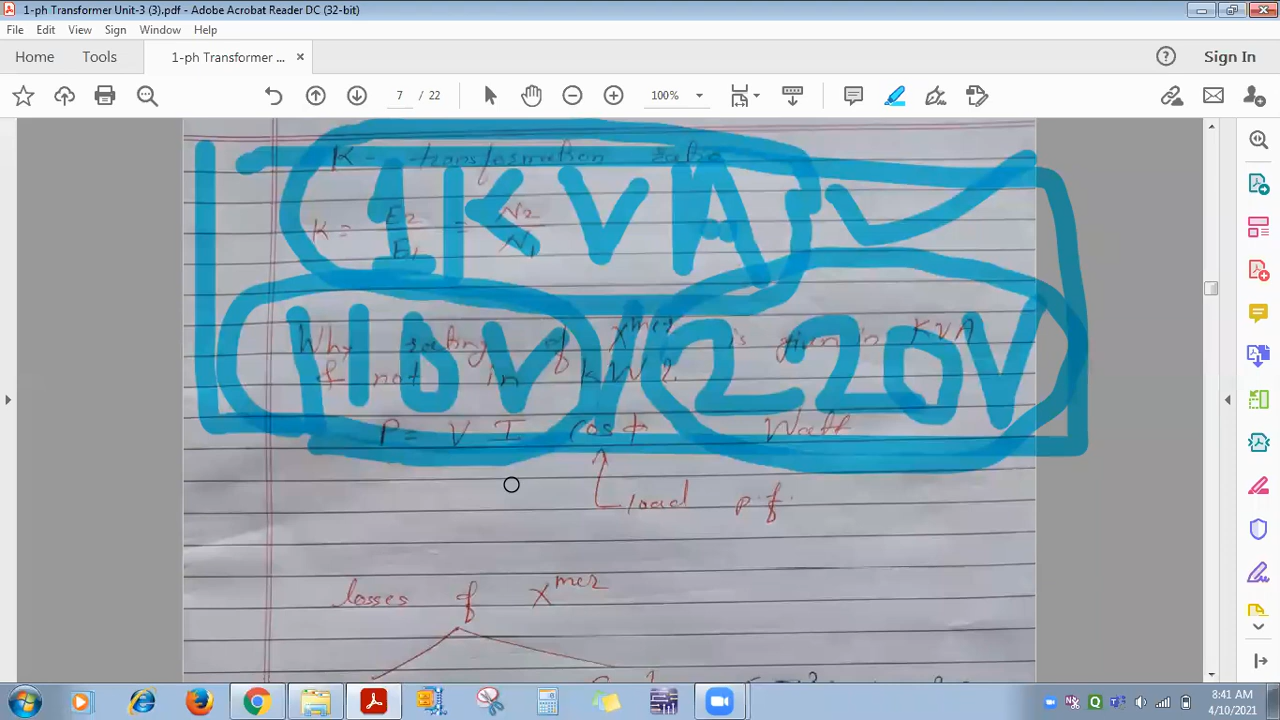 1-ph Transformer Unit-3 (3).pdf - Adobe Acrobat Reader DC (32-bit)
File Edit View Sign Window Help
Home Tools 1-ph Transformer ... Sign In
7 / 22 100%
K - transformation ratio
1 KVA
K = E2/E1 = N2/N1
110V 220V
Why rating of Xmer is given in KVA
& not in KW?
P = V I Cos ϕ Watt
load p.f.
losses of Xmer
8:41 AM
4/10/2021